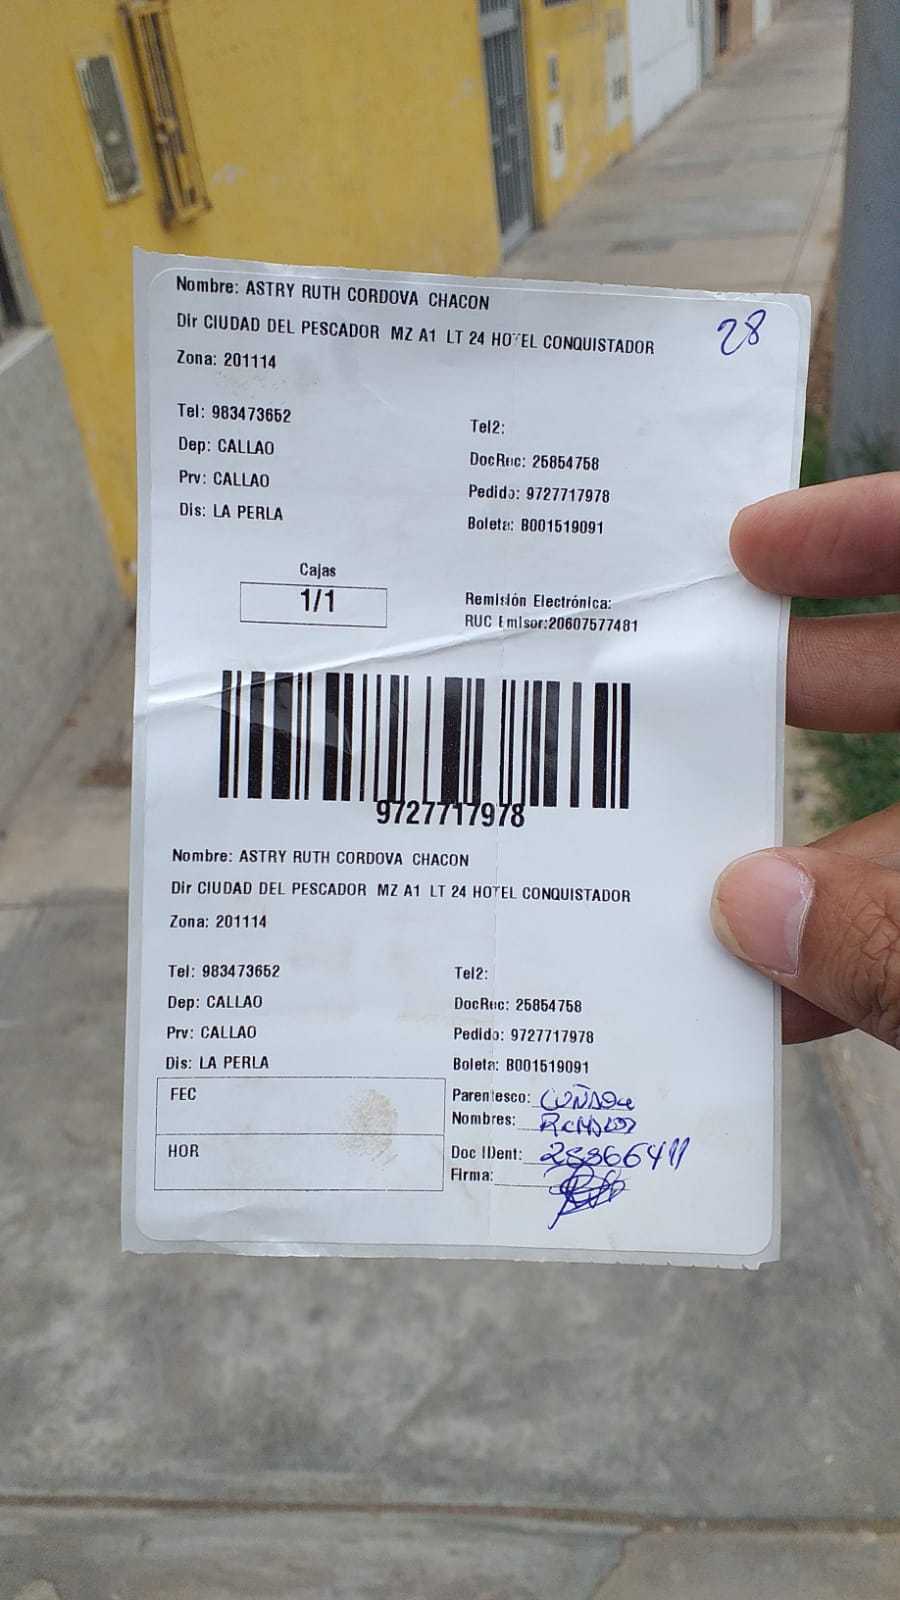 Nombre: ASTRY RUTH CORDOVA CHACON
28
Dir CIUDAD DEL PESCADOR MZ A1 LT 24 HOTEL CONQUISTADOR
Zona: 201114
Tel: 983473652
Tel2:
Dep: CALLAO
DocRuc: 25854758
Prv: CALLAO
Pedido: 9727717978
Dis: LA PERLA
Boleta: B001519091
Cajas
1/1
Remisión Electrónica:
RUC Emisor:20607577481
9727717978
Nombre: ASTRY RUTH CORDOVA CHACON
Dir CIUDAD DEL PESCADOR MZ A1 LT 24 HOTEL CONQUISTADOR
Zona: 201114
Tel: 983473652
Tel2:
Dep: CALLAO
DocRuc: 25854758
Prv: CALLAO
Pedido: 9727717978
Dis: LA PERLA
Boleta: B001519091
FEC
Parentesco: CUÑADO
Nombres:
HOR
Doc IDent:
Firma: